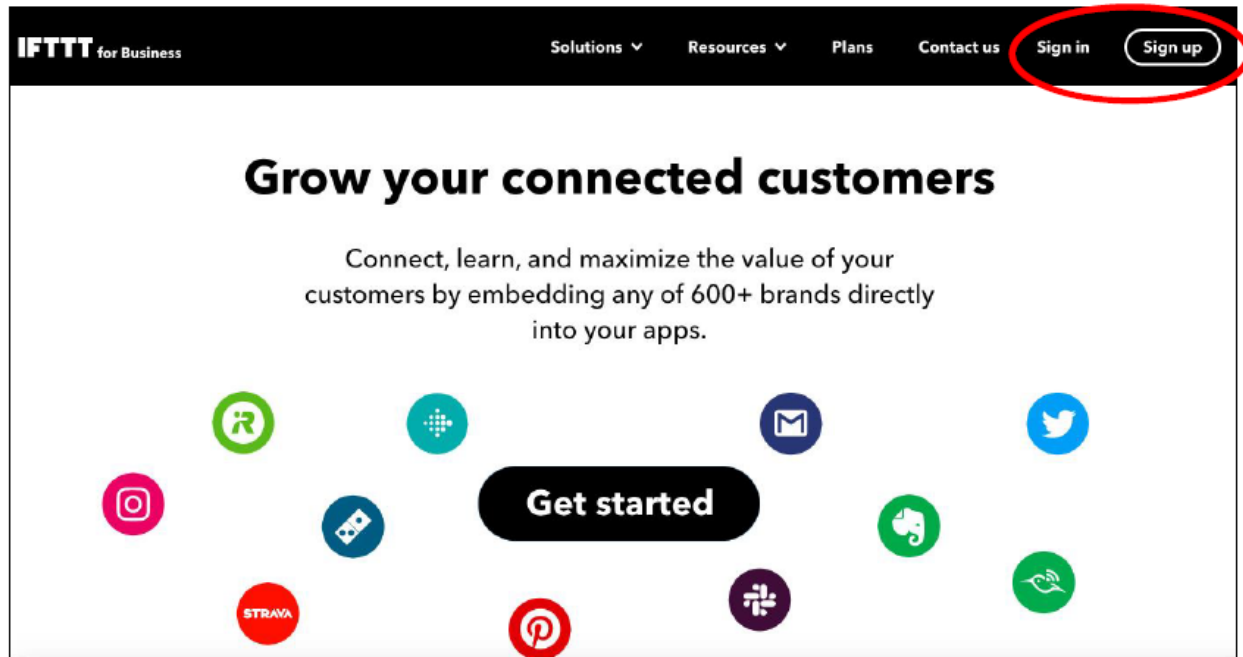 IFTTT for Business
Solutions Resources Plans Contact us Sign in Sign up
Grow your connected customers
Connect, learn, and maximize the value of your
customers by embedding any of 600+ brands directly
into your apps.
Get started
STRAVA